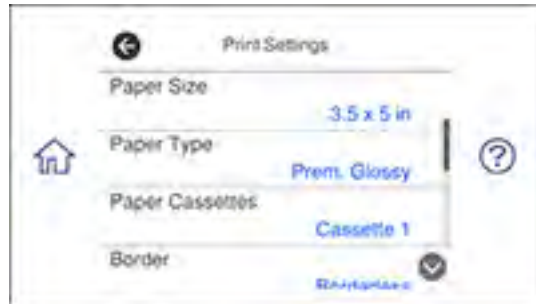 Print Settings
Paper Size
3.5 x 5 in
Paper Type
Prem. Glossy
Paper Cassettes
Cassette 1
Border